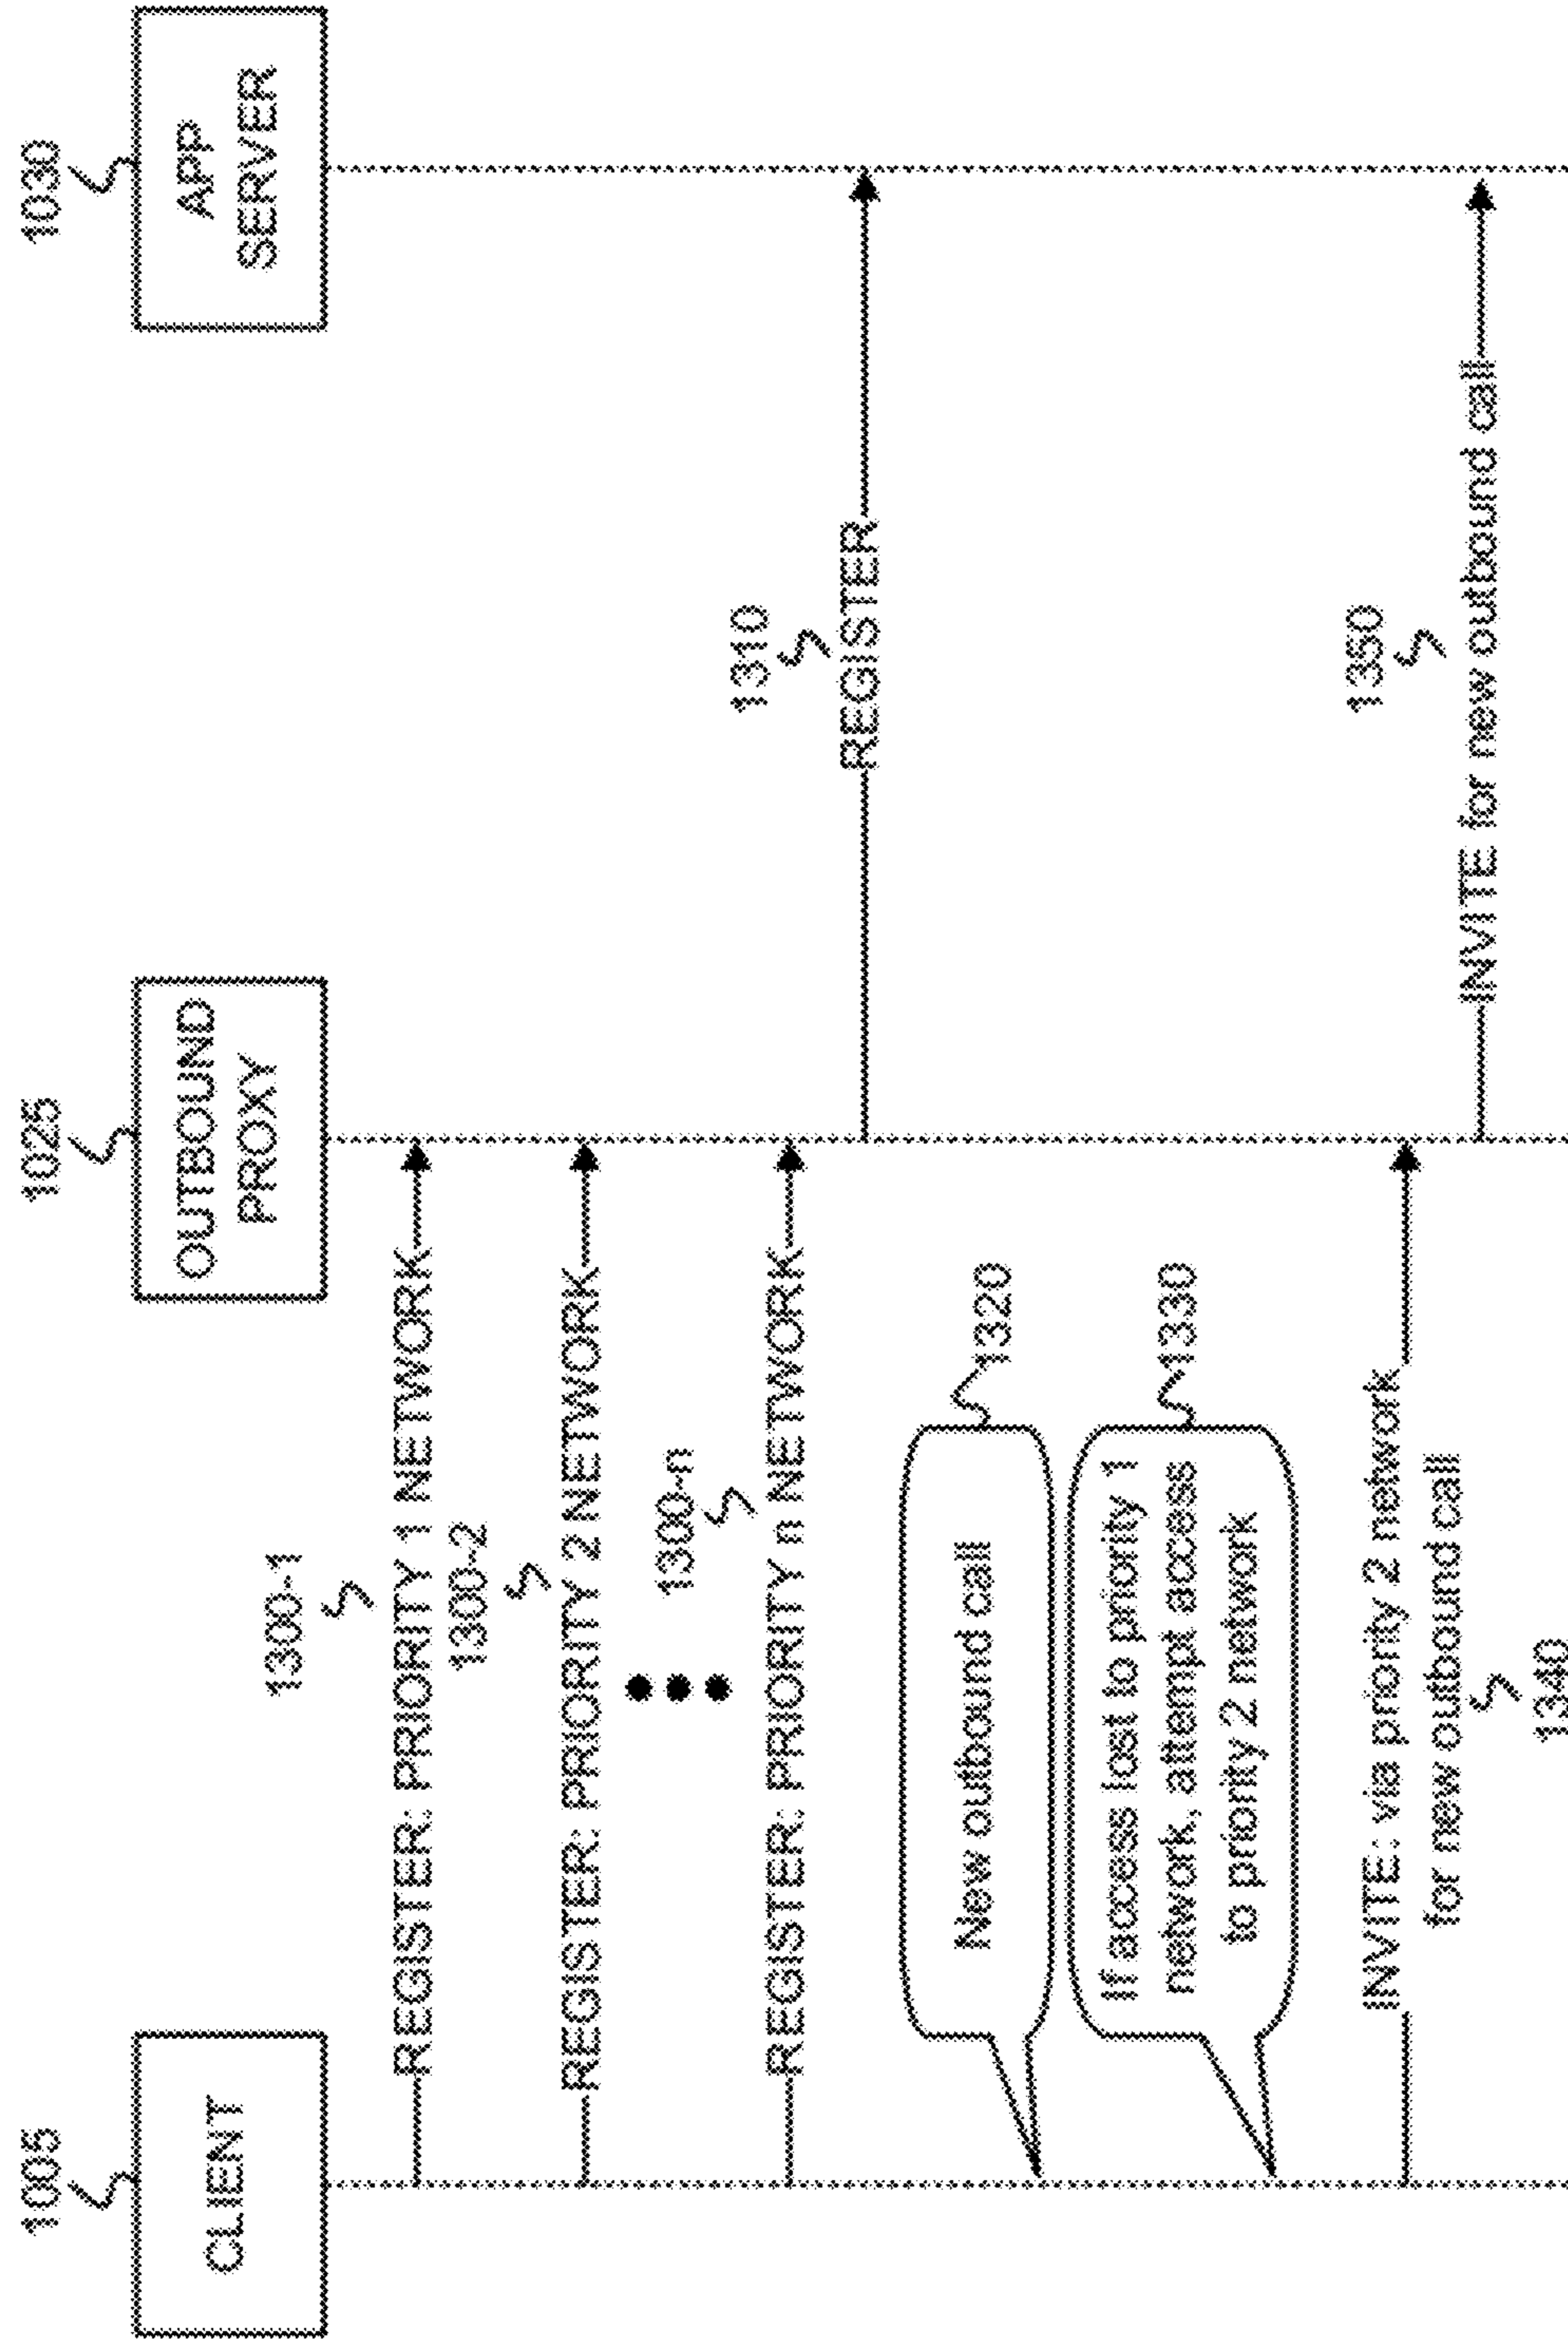 1005
CLIENT
1025
OUTBOUND
PROXY
1030
APP
SERVER
1300-1
REGISTER: PRIORITY 1 NETWORK
1300-2
REGISTER: PRIORITY 2 NETWORK
1300-n
REGISTER: PRIORITY n NETWORK
1310
REGISTER
New outbound call
1320
If access lost to priority 1
network, attempt access
to priority 2 network
1330
INVITE: via priority 2 network
for new outbound call
1340
1350
INVITE for new outbound call